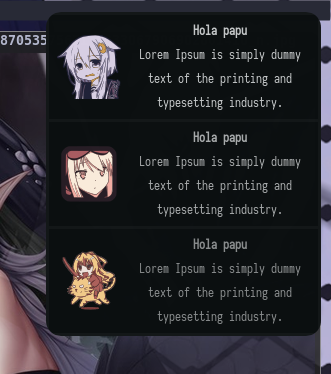 870535
Hola papu
Lorem Ipsum is simply dummy
text of the printing and
typesetting industry.
Hola papu
Lorem Ipsum is simply dummy
text of the printing and
typesetting industry.
Hola papu
Lorem Ipsum is simply dummy
text of the printing and
typesetting industry.